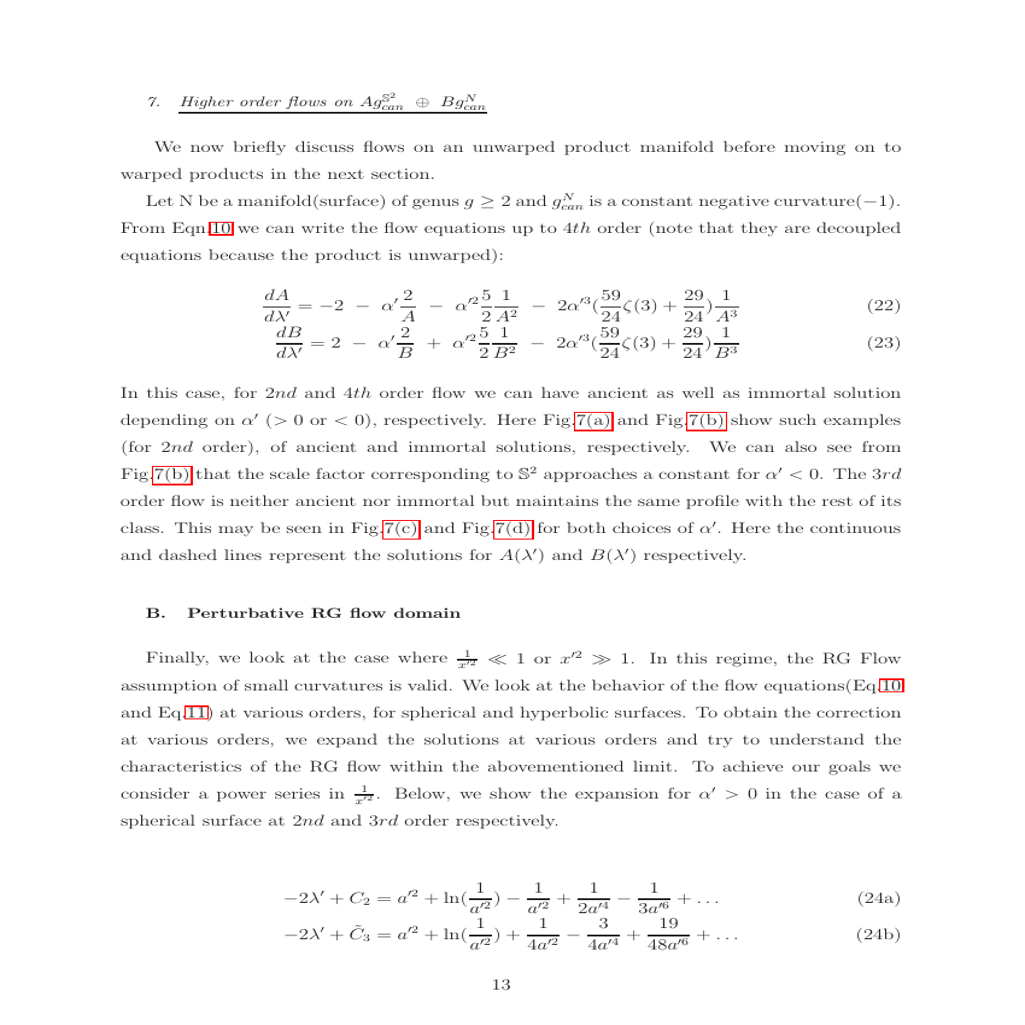 7. Higher order flows on $Ag_{can}^{\mathbb{S}^2} \oplus Bg_{can}^{N}$
We now briefly discuss flows on an unwarped product manifold before moving on to
warped products in the next section.
Let N be a manifold(surface) of genus $g \geq 2$ and $g_{can}^{N}$ is a constant negative curvature(−1).
From Eqn.10 we can write the flow equations up to 4th order (note that they are decoupled
equations because the product is unwarped):
$\frac{dA}{d\lambda'} = -2 - \alpha' \frac{2}{A} - \alpha'^2 \frac{5}{2} \frac{1}{A^2} - 2\alpha'^3 (\frac{59}{24}\zeta(3) + \frac{29}{24}) \frac{1}{A^3}$ (22)
$\frac{dB}{d\lambda'} = 2 - \alpha' \frac{2}{B} + \alpha'^2 \frac{5}{2} \frac{1}{B^2} - 2\alpha'^3 (\frac{59}{24}\zeta(3) + \frac{29}{24}) \frac{1}{B^3}$ (23)
In this case, for 2nd and 4th order flow we can have ancient as well as immortal solution
depending on α′ (> 0 or < 0), respectively. Here Fig.7(a) and Fig.7(b) show such examples
(for 2nd order), of ancient and immortal solutions, respectively. We can also see from
Fig.7(b) that the scale factor corresponding to $\mathbb{S}^2$ approaches a constant for α′ < 0. The 3rd
order flow is neither ancient nor immortal but maintains the same profile with the rest of its
class. This may be seen in Fig.7(c) and Fig.7(d) for both choices of α′. Here the continuous
and dashed lines represent the solutions for A(λ′) and B(λ′) respectively.
B. Perturbative RG flow domain
Finally, we look at the case where $\frac{1}{x'^2} \ll 1$ or $x'^2 \gg 1$. In this regime, the RG Flow
assumption of small curvatures is valid. We look at the behavior of the flow equations(Eq.10
and Eq.11) at various orders, for spherical and hyperbolic surfaces. To obtain the correction
at various orders, we expand the solutions at various orders and try to understand the
characteristics of the RG flow within the abovementioned limit. To achieve our goals we
consider a power series in $\frac{1}{x'^2}$. Below, we show the expansion for α′ > 0 in the case of a
spherical surface at 2nd and 3rd order respectively.
$-2\lambda' + C_2 = a'^2 + \ln(\frac{1}{a'^2}) - \frac{1}{a'^2} + \frac{1}{2a'^4} - \frac{1}{3a'^6} + \ldots$ (24a)
$-2\lambda' + \tilde{C}_3 = a'^2 + \ln(\frac{1}{a'^2}) + \frac{1}{4a'^2} - \frac{3}{4a'^4} + \frac{19}{48a'^6} + \ldots$ (24b)
13